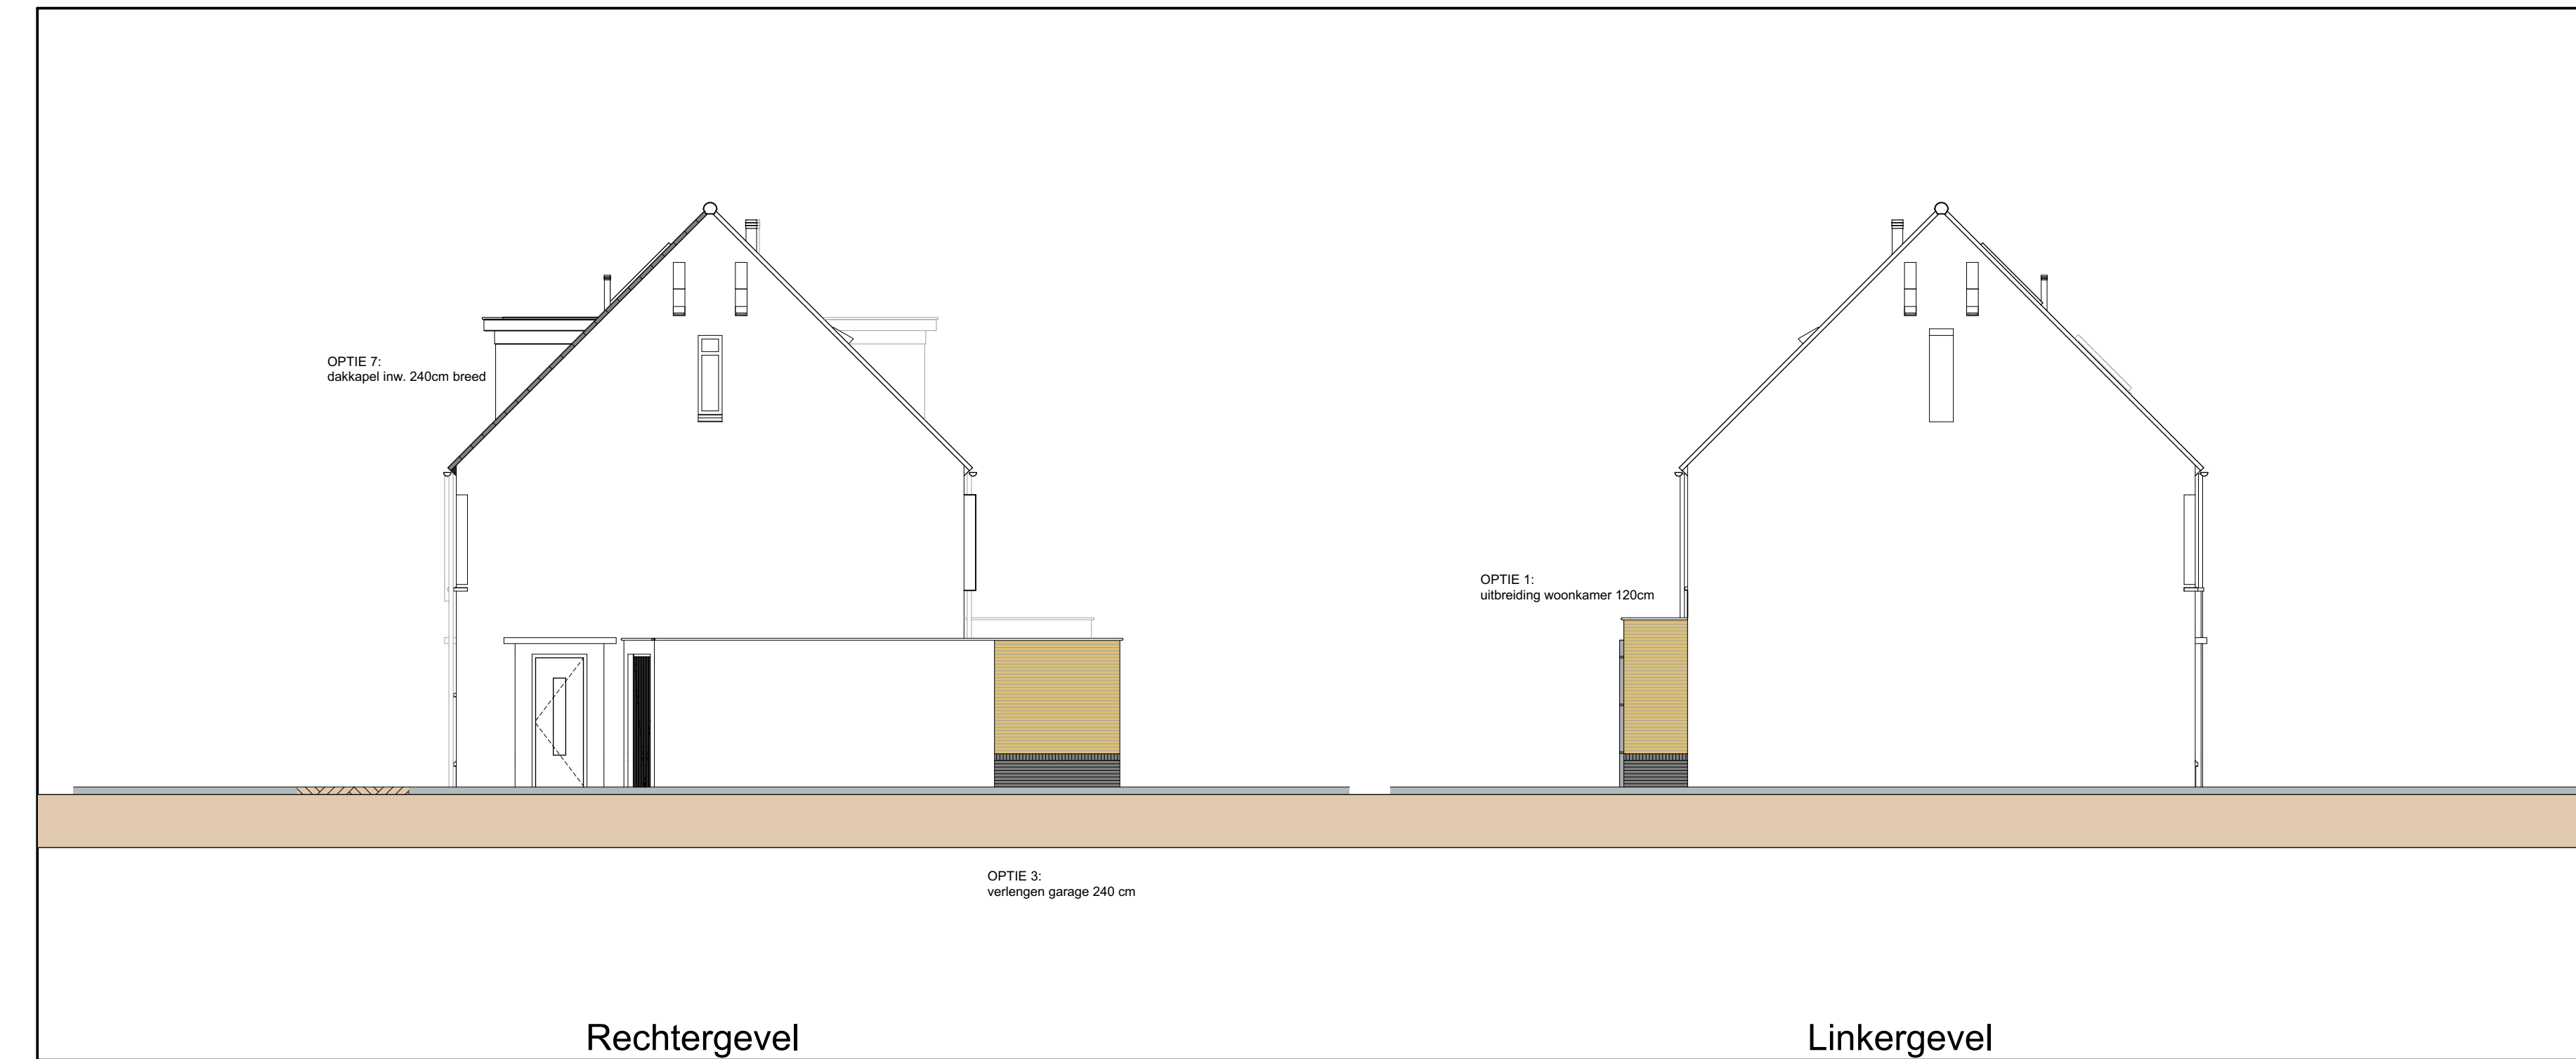 OPTIE 7:
dakkapel inw. 240cm breed
OPTIE 1:
uitbreiding woonkamer 120cm
OPTIE 3:
verlengen garage 240 cm
Rechtergevel
Linkergevel